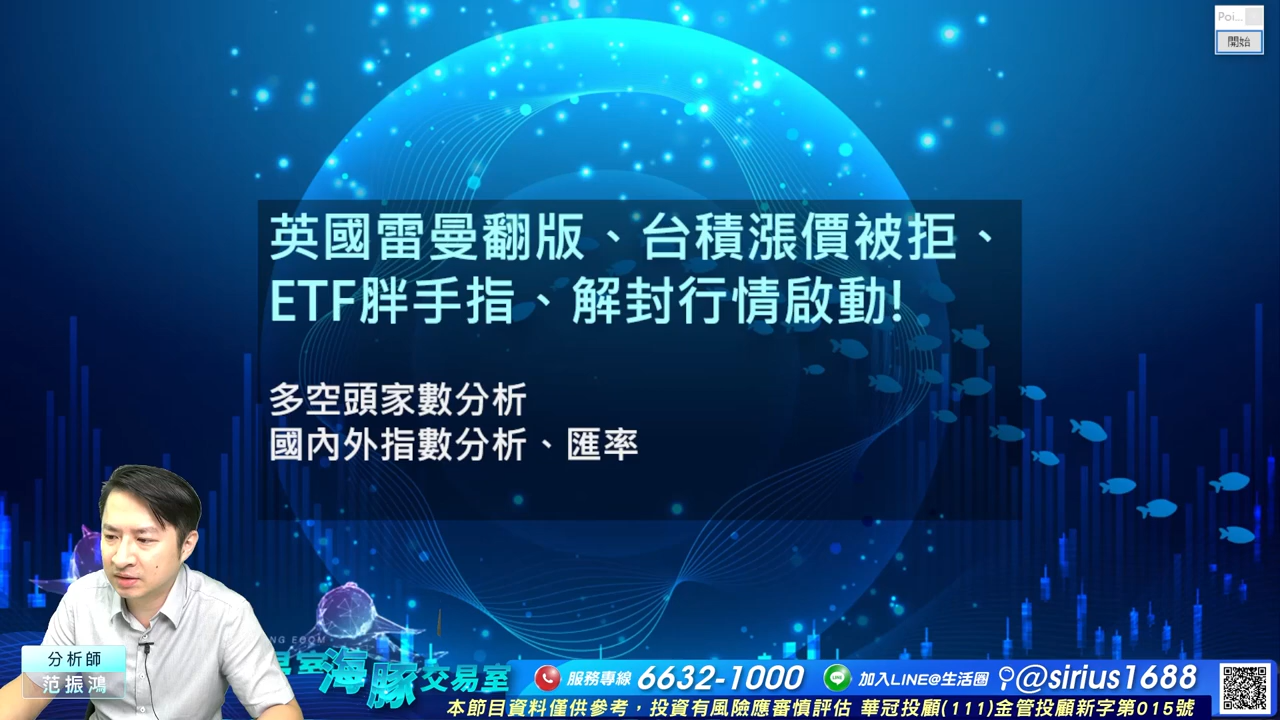 Poi...
開始
英國雷曼翻版、台積漲價被拒、
ETF胖手指、解封行情啟動!
多空頭家數分析
國內外指數分析、匯率
分析師
范振鴻
海豚交易室
服務專線 6632-1000
LINE
加入LINE@生活圈
@sirius1688
本節目資料僅供參考，投資有風險應審慎評估 華冠投顧(111)金管投顧新字第015號